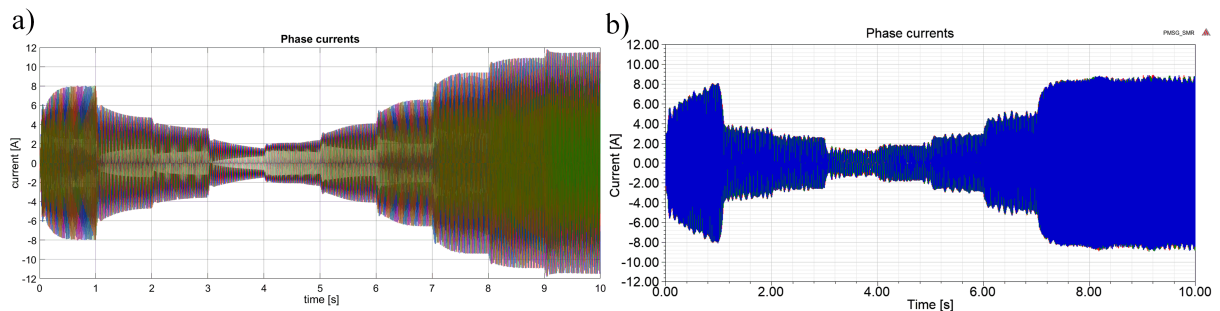 a)
Phase currents
12
10
8
6
4
2
0
-2
-4
-6
-8
-10
-12
current [A]
0 1 2 3 4 5 6 7 8 9 10
time [s]
b)
Phase currents
PMSG_SMR
12.00
10.00
8.00
6.00
4.00
2.00
0.00
-2.00
-4.00
-6.00
-8.00
-10.00
-12.00
Current [A]
0.00 2.00 4.00 6.00 8.00 10.00
Time [s]